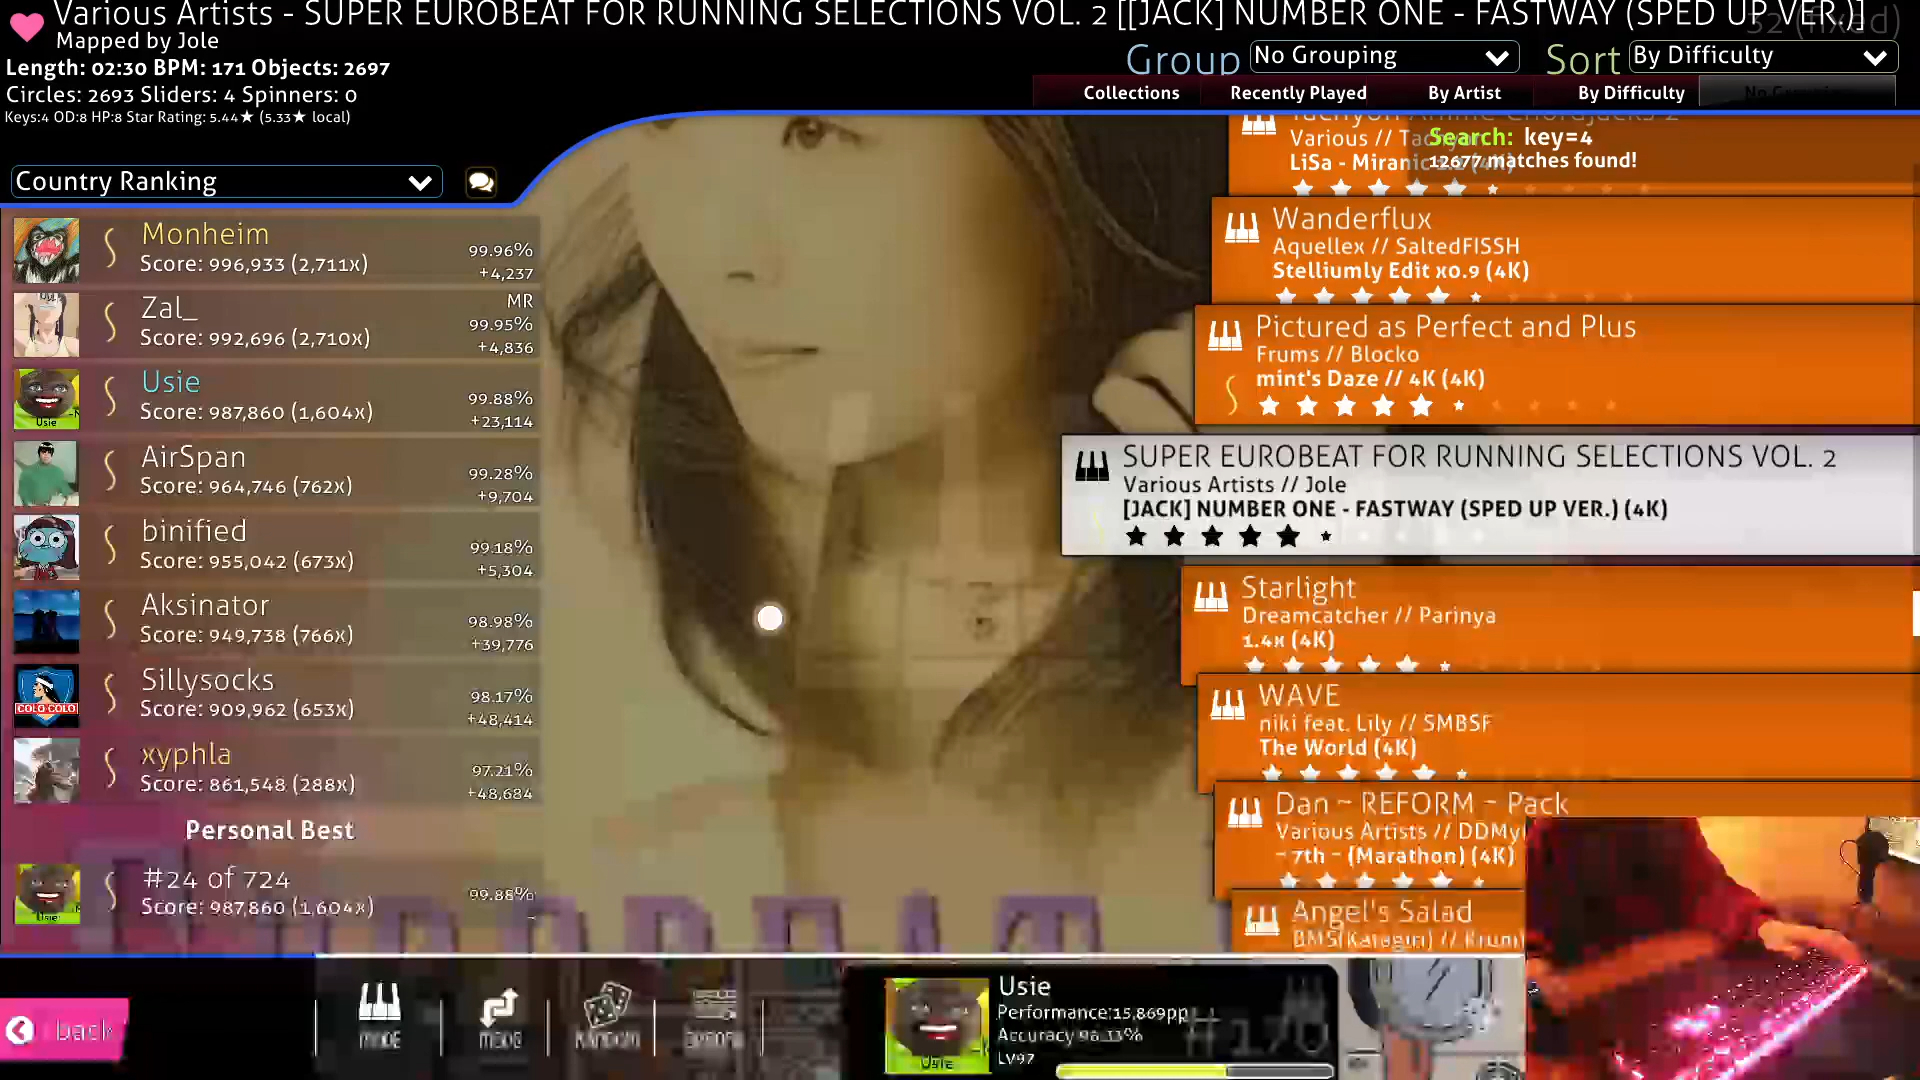 Various Artists - SUPER EUROBEAT FOR RUNNING SELECTIONS VOL. 2 [[JACK] NUMBER ONE - FASTWAY (SPED UP VER.)]
Mapped by Jole
Length: 02:30 BPM: 171 Objects: 2697
Circles: 2693 Sliders: 4 Spinners: 0
Keys:4 OD:8 HP:8 Star Rating: 5.44★ (5.33★ local)
Group
No Grouping
Sort
By Difficulty
Collections
Recently Played
By Artist
By Difficulty
Search: key=4
12677 matches found!
Country Ranking
Monheim
Score: 996,933 (2,711x)
99.96%
+4,237
Zal_
Score: 992,696 (2,710x)
MR
99.95%
+4,836
Usie
Score: 987,860 (1,604x)
99.88%
+23,114
AirSpan
Score: 964,746 (762x)
99.28%
+9,704
binified
Score: 955,042 (673x)
99.18%
+5,304
Aksinator
Score: 949,738 (766x)
98.98%
+39,776
Sillysocks
Score: 909,962 (653x)
98.17%
+48,414
COLO COLO
xyphla
Score: 861,548 (288x)
97.21%
+48,684
Personal Best
#24 of 724
Score: 987,860 (1,604x)
99.88%
Various //
LiSa -
Wanderflux
Aquellex // SaltedFISSH
Stelliumly Edit x0.9 (4K)
Pictured as Perfect and Plus
Frums // Blocko
mint's Daze // 4K (4K)
SUPER EUROBEAT FOR RUNNING SELECTIONS VOL. 2
Various Artists // Jole
[JACK] NUMBER ONE - FASTWAY (SPED UP VER.) (4K)
Starlight
Dreamcatcher // Parinya
1.4x (4K)
WAVE
niki feat. Lily // SMBSF
The World (4K)
Dan ~ REFORM ~ Pack
Various Artists // DDMy
~ 7th ~ (Marathon) (4K)
Angel's Salad
back
MODE
Usie
Performance:15,869pp
Accuracy
Lv97